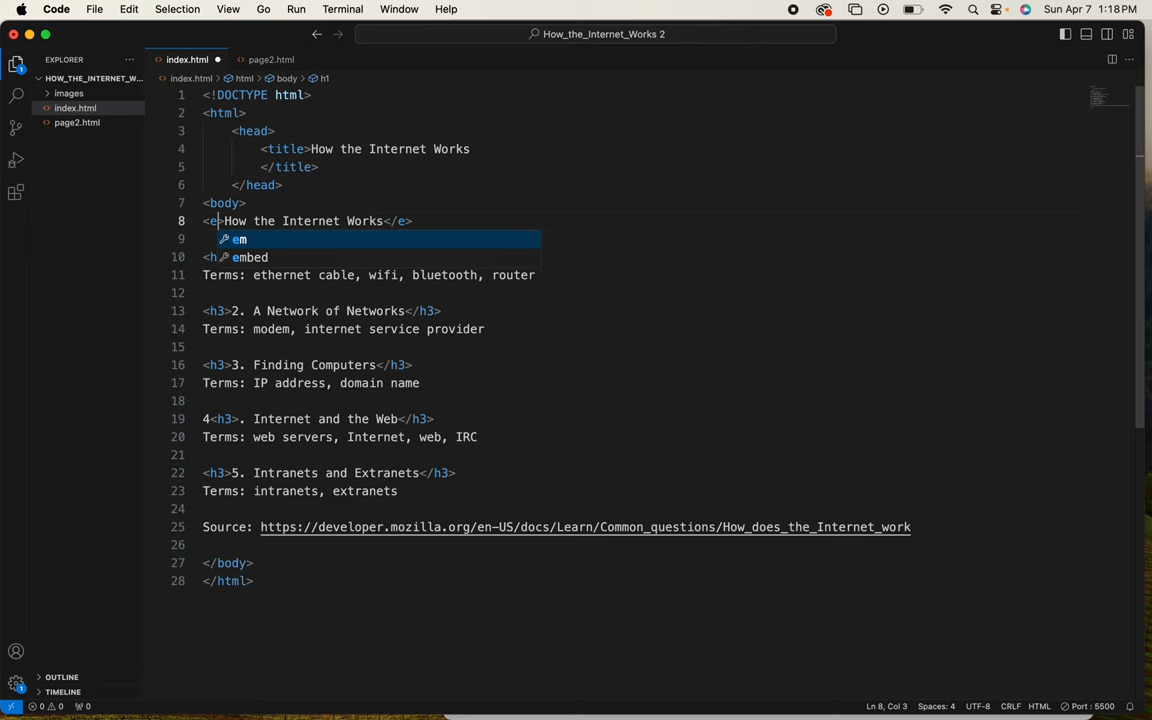 Code File Edit Selection View Go Run Terminal Window Help Sun Apr 7 1:18 PM
How_the_Internet_Works 2
EXPLORER
index.html
page2.html
HOW_THE_INTERNET_W...
images
index.html
page2.html
index.html > html > body > h1
1 <!DOCTYPE html>
2 <html>
3 <head>
4 <title>How the Internet Works
5 </title>
6 </head>
7 <body>
8 <e>How the Internet Works</e>
9 em
10 <h embed
11 Terms: ethernet cable, wifi, bluetooth, router
12
13 <h3>2. A Network of Networks</h3>
14 Terms: modem, internet service provider
15
16 <h3>3. Finding Computers</h3>
17 Terms: IP address, domain name
18
19 4<h3>. Internet and the Web</h3>
20 Terms: web servers, Internet, web, IRC
21
22 <h3>5. Intranets and Extranets</h3>
23 Terms: intranets, extranets
24
25 Source: https://developer.mozilla.org/en-US/docs/Learn/Common_questions/How_does_the_Internet_work
26
27 </body>
28 </html>
1
1
OUTLINE
TIMELINE
0 0 0 Ln 8, Col 3 Spaces: 4 UTF-8 CRLF HTML Port : 5500